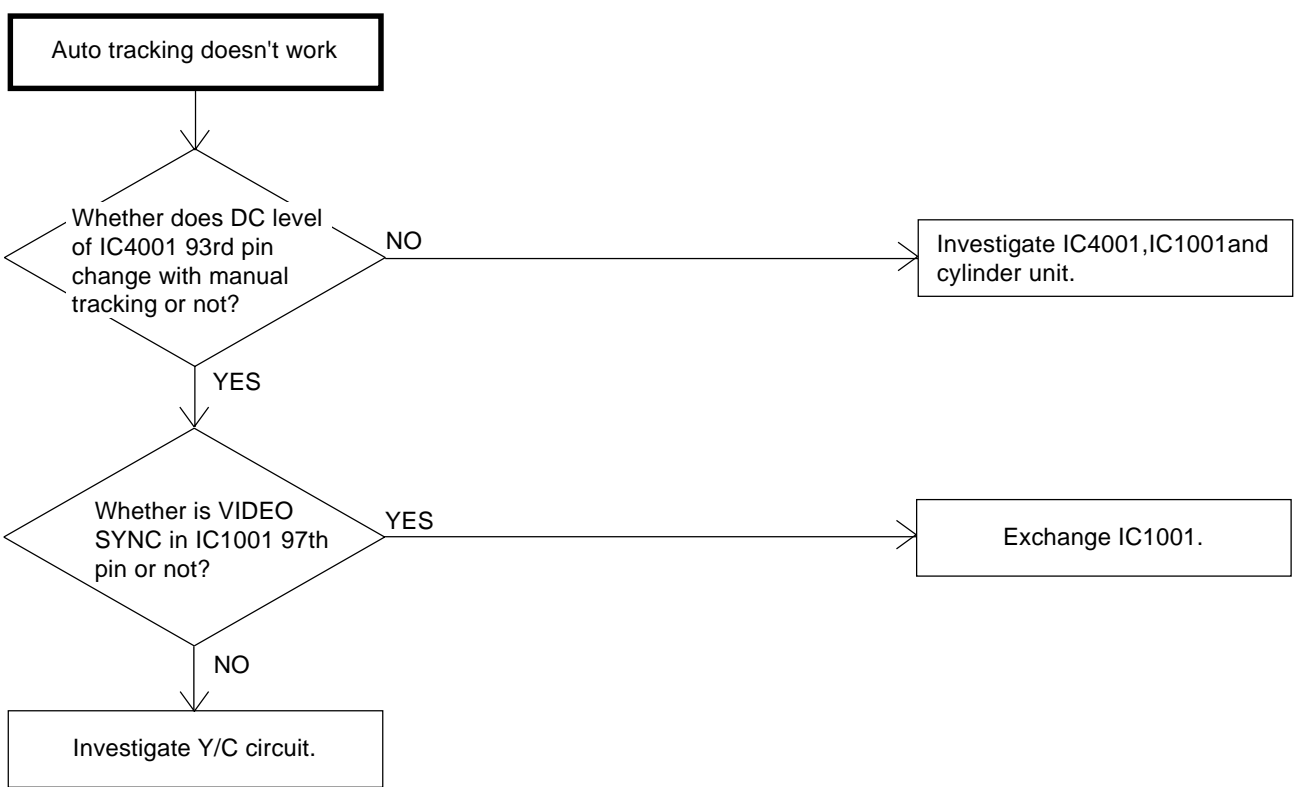 Auto tracking doesn't work
Whether does DC level
of IC4001 93rd pin
change with manual
tracking or not?
NO
Investigate IC4001,IC1001and
cylinder unit.
YES
Whether is VIDEO
SYNC in IC1001 97th
pin or not?
YES
Exchange IC1001.
NO
Investigate Y/C circuit.